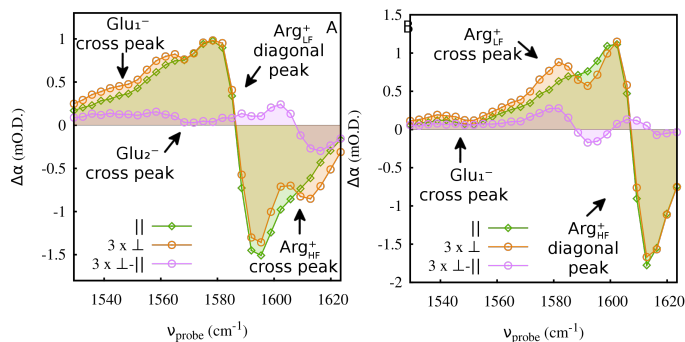 A
Glu₁⁻
cross peak
Arg⁺LF
diagonal
peak
1
0.5
0
-0.5
-1
-1.5
Δα (mO.D.)
Glu₂⁻
cross peak
||
3 x ⊥
3 x ⊥-||
Arg⁺HF
cross peak
1540 1560 1580 1600 1620
νprobe (cm⁻¹)
B
Arg⁺LF
cross peak
1.5
1
0.5
0
-0.5
-1
-1.5
-2
Δα (mO.D.)
Glu₁⁻
cross peak
||
3 x ⊥
3 x ⊥-||
Arg⁺HF
diagonal
peak
1540 1560 1580 1600 1620
νprobe (cm⁻¹)